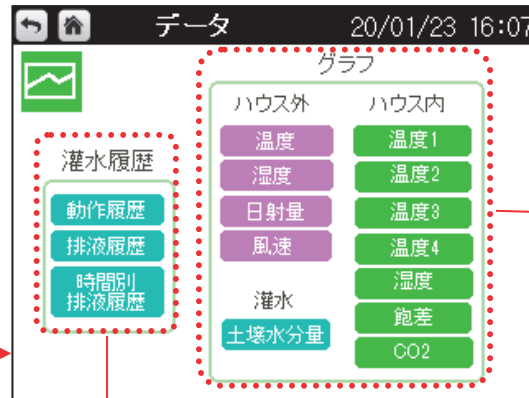 データ 20/01/23 16:07
灌水履歴
動作履歴
排液履歴
時間別
排液履歴
グラフ
ハウス外
温度
湿度
日射量
風速
灌水
土壌水分量
ハウス内
温度1
温度2
温度3
温度4
湿度
飽差
CO2